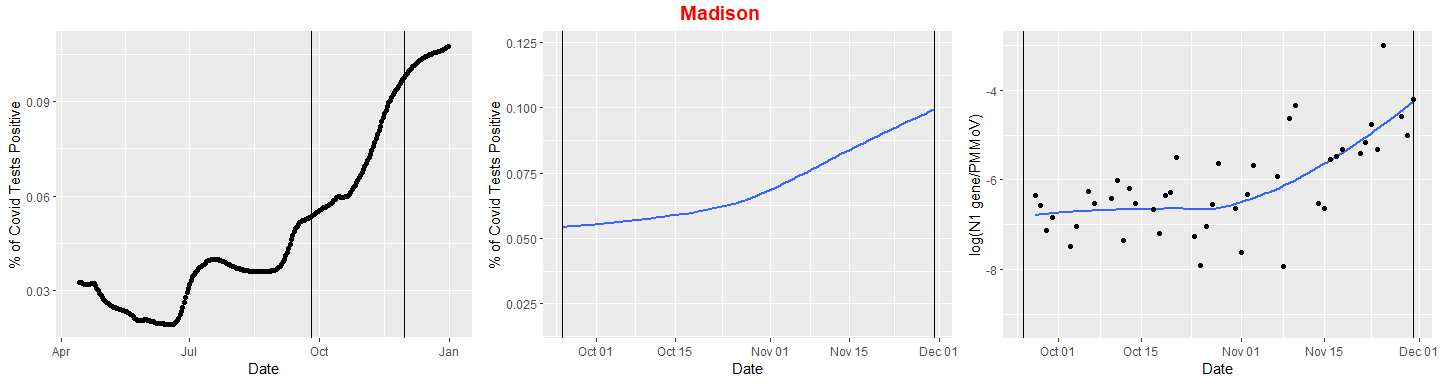 Madison
% of Covid Tests Positive
0.09
0.06
0.03
Apr Jul Oct Jan
Date
% of Covid Tests Positive
0.125
0.100
0.075
0.050
0.025
Oct 01 Oct 15 Nov 01 Nov 15 Dec 01
Date
log(N1 gene/PMMoV)
-4
-6
-8
Oct 01 Oct 15 Nov 01 Nov 15 Dec 01
Date